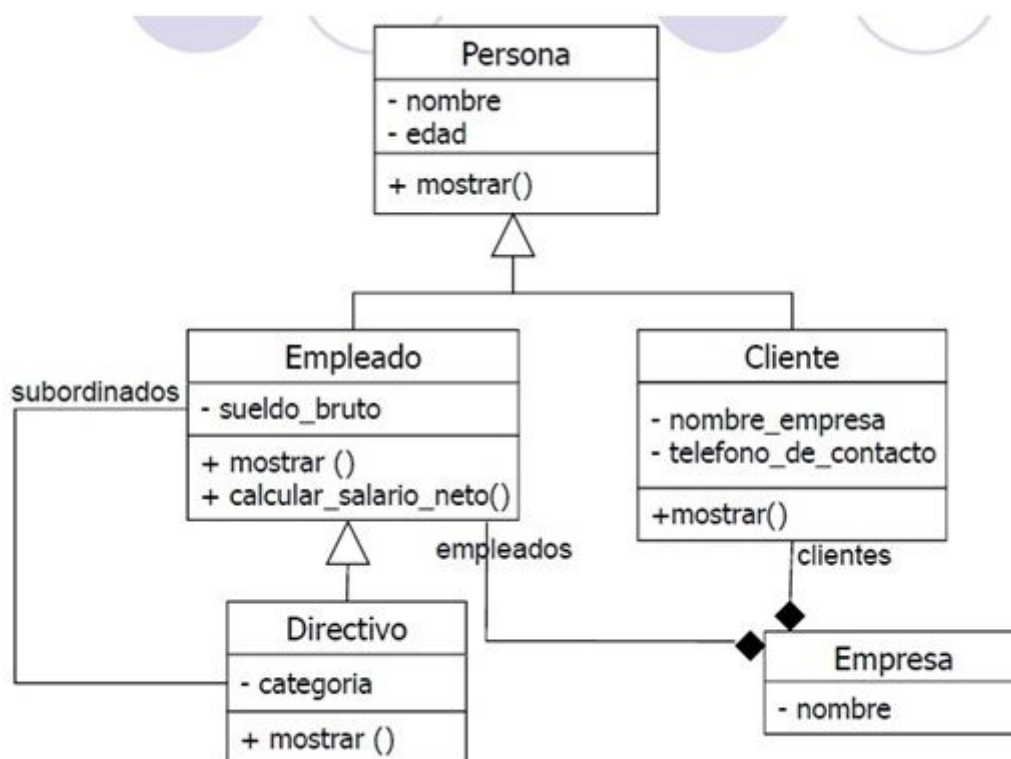 Persona
- nombre
- edad
+ mostrar()
Empleado
- sueldo_bruto
+ mostrar ()
+ calcular_salario_neto()
Cliente
- nombre_empresa
- telefono_de_contacto
+mostrar()
subordinados
empleados
clientes
Directivo
- categoria
+ mostrar ()
Empresa
- nombre